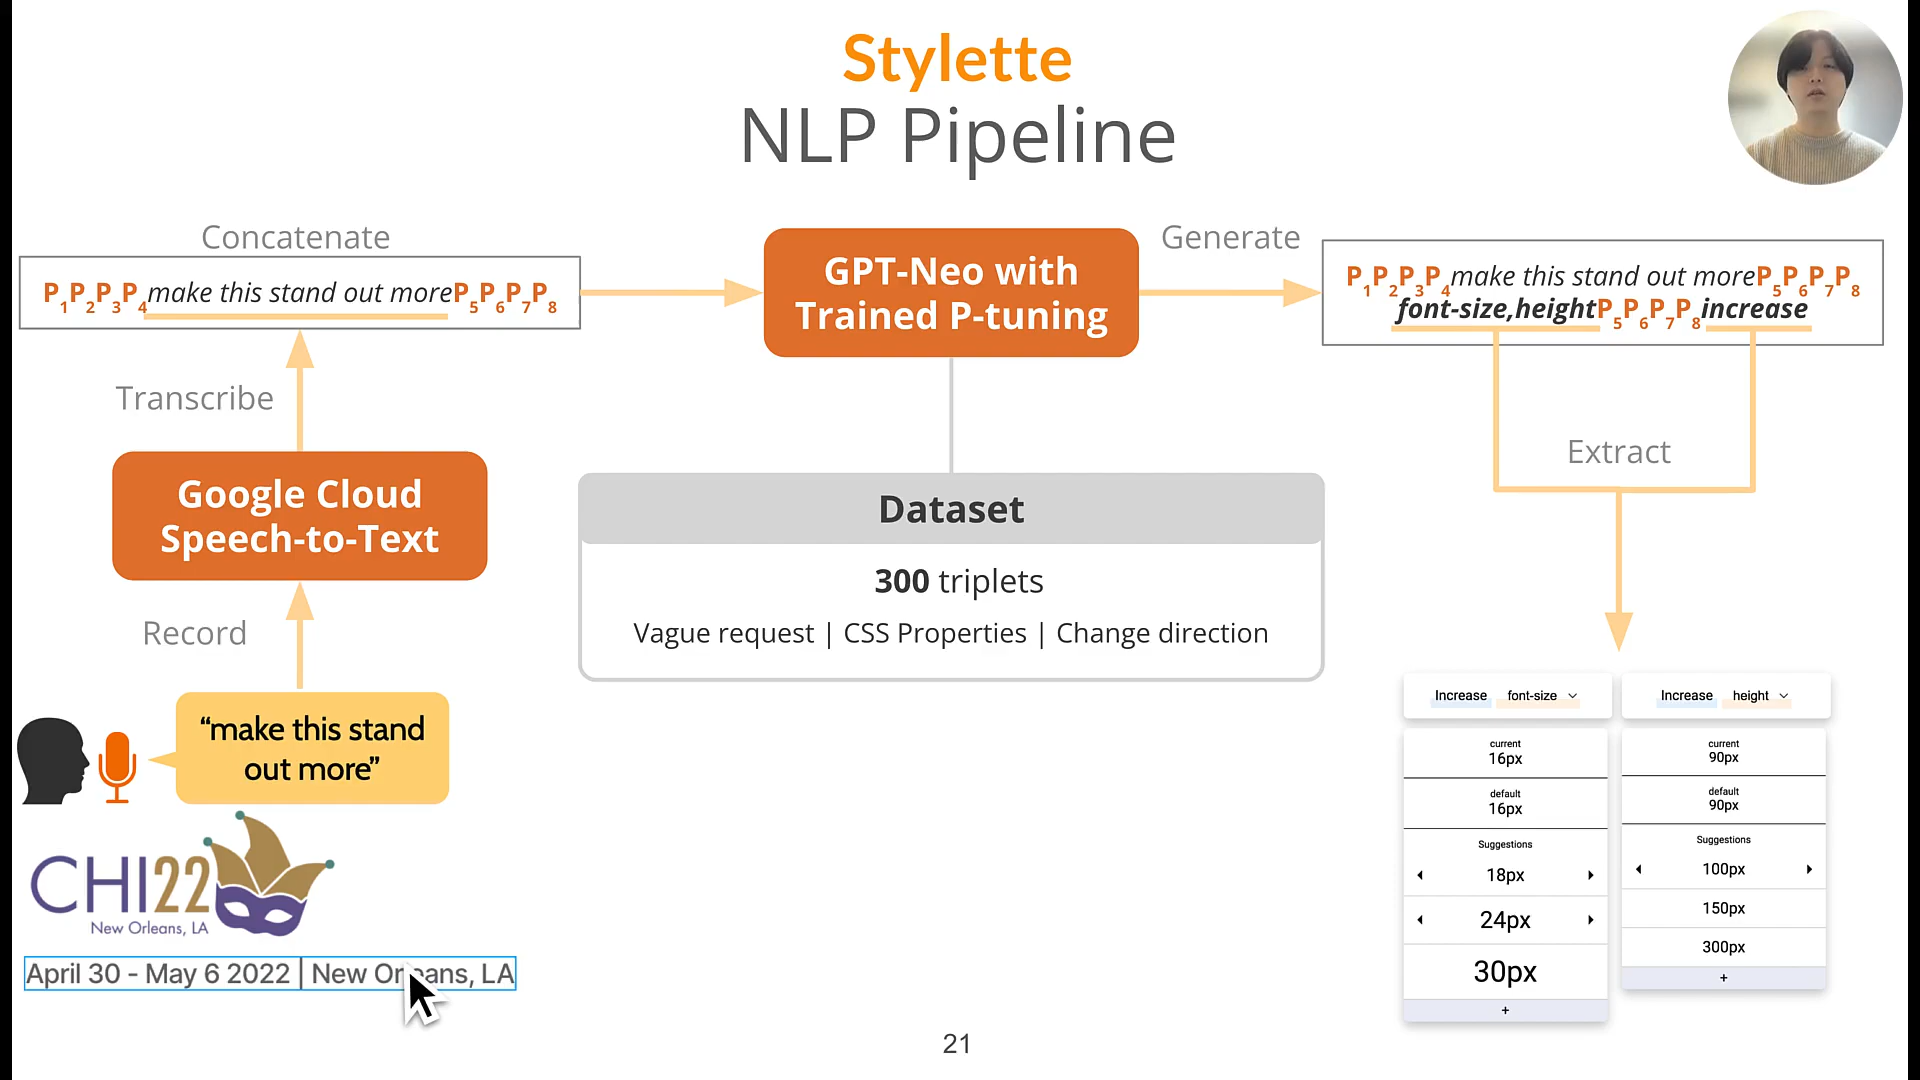 Stylette
NLP Pipeline
Concatenate
P1P2P3P4make this stand out moreP5P6P7P8
Transcribe
Google Cloud
Speech-to-Text
Record
“make this stand
out more”
CHI22
New Orleans, LA
April 30 - May 6 2022 | New Orleans, LA
GPT-Neo with
Trained P-tuning
Dataset
300 triplets
Vague request | CSS Properties | Change direction
Generate
P1P2P3P4make this stand out moreP5P6P7P8
font-size,heightP5P6P7P8increase
Extract
Increase font-size
current
16px
default
16px
Suggestions
18px
24px
30px
+
Increase height
current
90px
default
90px
Suggestions
100px
150px
300px
+
21